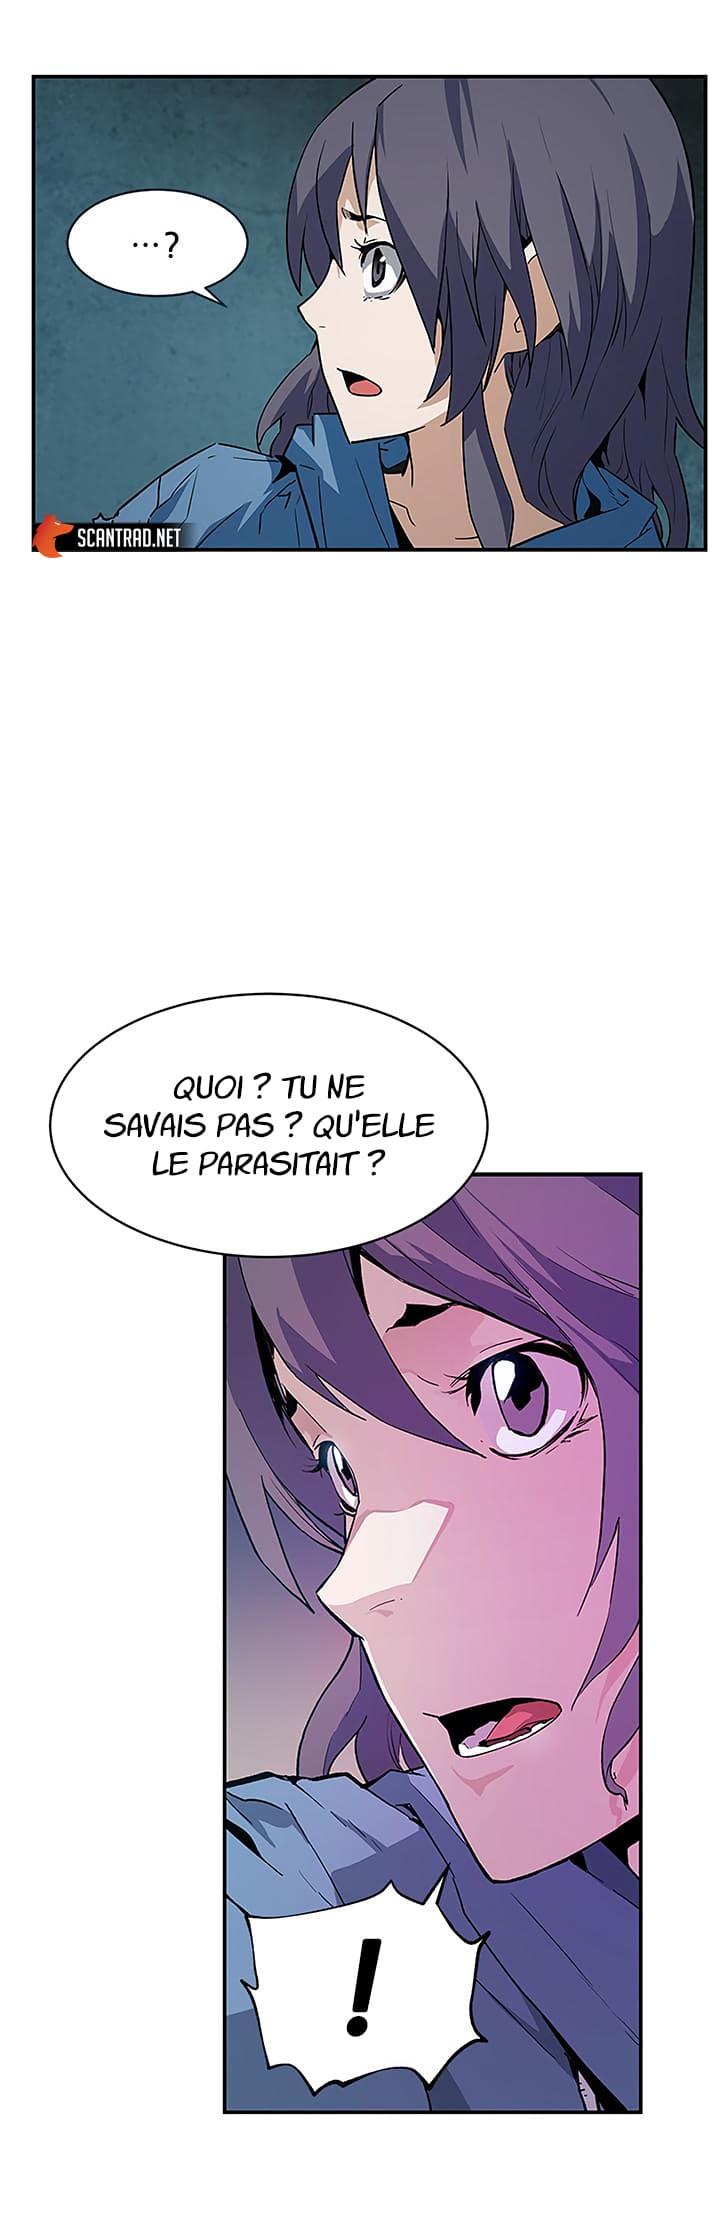 ...?
SCANTRAD.NET
QUOI ? TU NE
SAVAIS PAS ? QU'ELLE
LE PARASITAIT ?
!